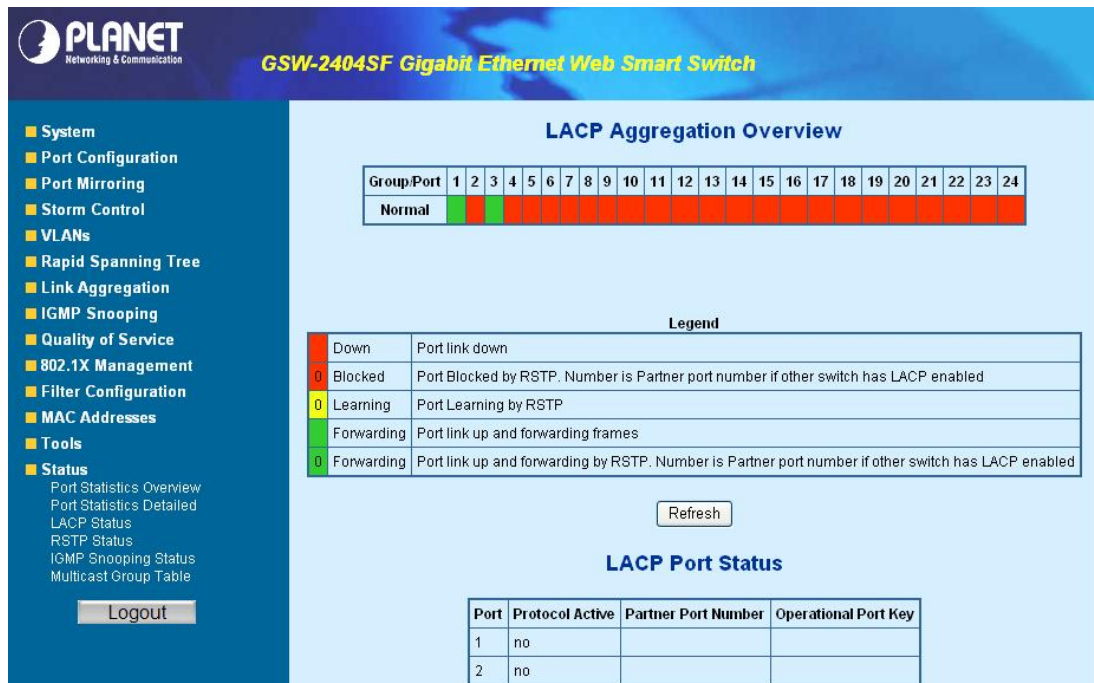 PLANET
Networking & Communication
GSW-2404SF Gigabit Ethernet Web Smart Switch
System
Port Configuration
Port Mirroring
Storm Control
VLANs
Rapid Spanning Tree
Link Aggregation
IGMP Snooping
Quality of Service
802.1X Management
Filter Configuration
MAC Addresses
Tools
Status
Port Statistics Overview
Port Statistics Detailed
LACP Status
RSTP Status
IGMP Snooping Status
Multicast Group Table
Logout
LACP Aggregation Overview
Group/Port 1 2 3 4 5 6 7 8 9 10 11 12 13 14 15 16 17 18 19 20 21 22 23 24
Normal
Legend
Down Port link down
0 Blocked Port Blocked by RSTP. Number is Partner port number if other switch has LACP enabled
0 Learning Port Learning by RSTP
Forwarding Port link up and forwarding frames
0 Forwarding Port link up and forwarding by RSTP. Number is Partner port number if other switch has LACP enabled
Refresh
LACP Port Status
Port Protocol Active Partner Port Number Operational Port Key
1 no
2 no